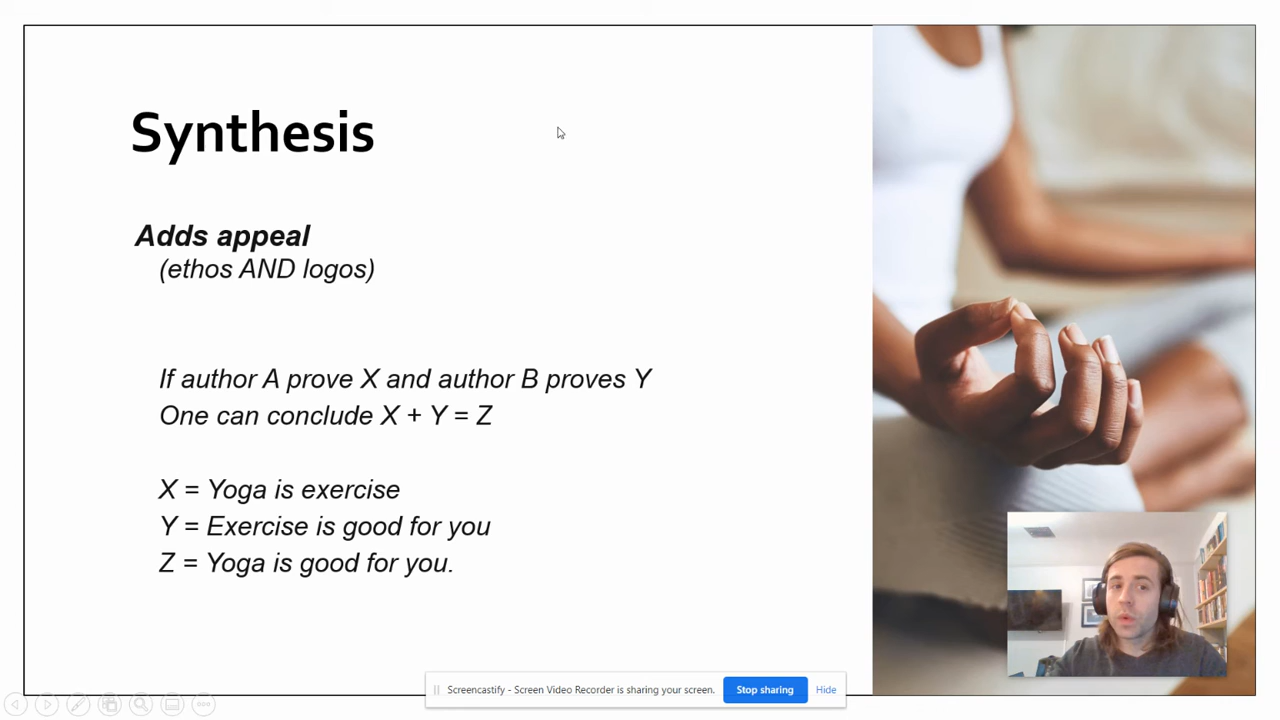 Synthesis
Adds appeal
(ethos AND logos)
If author A prove X and author B proves Y
One can conclude X + Y = Z
X = Yoga is exercise
Y = Exercise is good for you
Z = Yoga is good for you.
Screencastify - Screen Video Recorder is sharing your screen. Stop sharing Hide